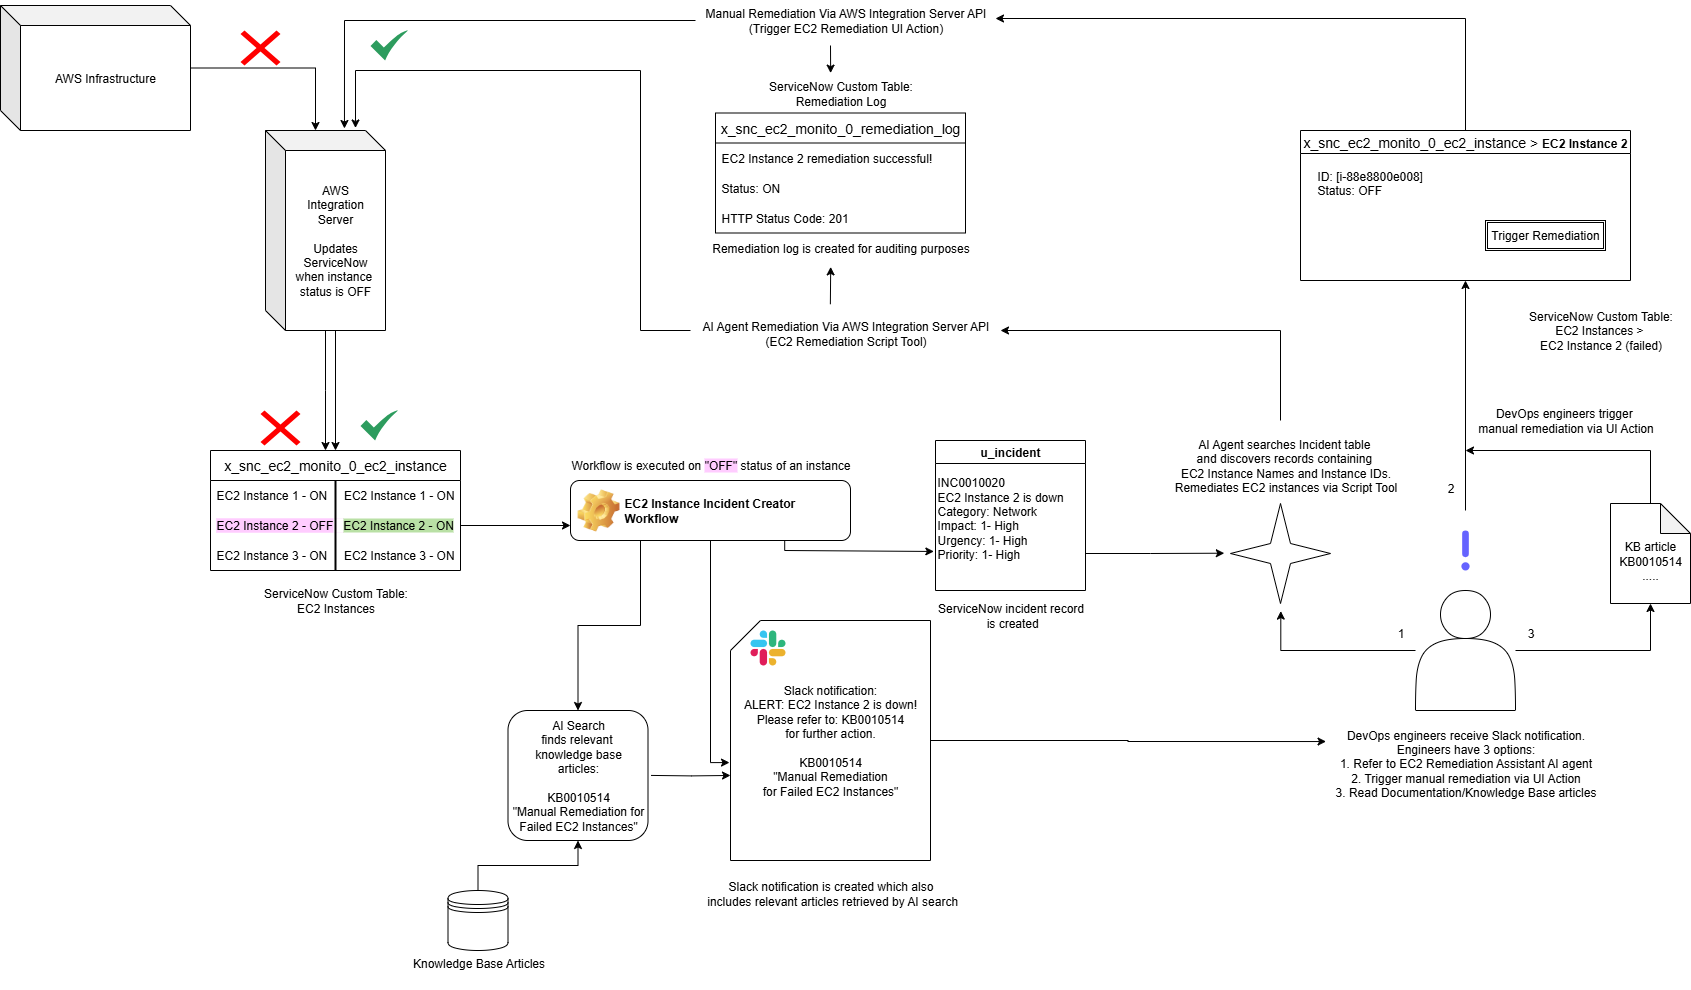 Manual Remediation Via AWS Integration Server API
(Trigger EC2 Remediation UI Action)
AWS Infrastructure
ServiceNow Custom Table:
Remediation Log
x_snc_ec2_monito_0_remediation_log
EC2 Instance 2 remediation successful!
Status: ON
HTTP Status Code: 201
Remediation log is created for auditing purposes
x_snc_ec2_monito_0_ec2_instance > EC2 Instance 2
ID: [i-88e8800e008]
Status: OFF
Trigger Remediation
ServiceNow Custom Table:
EC2 Instances >
EC2 Instance 2 (failed)
AWS
Integration
Server
Updates
ServiceNow
when instance
status is OFF
AI Agent Remediation Via AWS Integration Server API
(EC2 Remediation Script Tool)
DevOps engineers trigger
manual remediation via UI Action
AI Agent searches Incident table
and discovers records containing
EC2 Instance Names and Instance IDs.
Remediates EC2 instances via Script Tool
x_snc_ec2_monito_0_ec2_instance
EC2 Instance 1 - ON
EC2 Instance 1 - ON
EC2 Instance 2 - OFF
EC2 Instance 2 - ON
EC2 Instance 3 - ON
EC2 Instance 3 - ON
ServiceNow Custom Table:
EC2 Instances
Workflow is executed on "OFF" status of an instance
EC2 Instance Incident Creator
Workflow
u_incident
INC0010020
EC2 Instance 2 is down
Category: Network
Impact: 1- High
Urgency: 1- High
Priority: 1- High
ServiceNow incident record
is created
2
KB article
KB0010514
.....
1
3
AI Search
finds relevant
knowledge base
articles:
KB0010514
"Manual Remediation for
Failed EC2 Instances"
Slack notification:
ALERT: EC2 Instance 2 is down!
Please refer to: KB0010514
for further action.
KB0010514
"Manual Remediation
for Failed EC2 Instances"
DevOps engineers receive Slack notification.
Engineers have 3 options:
1. Refer to EC2 Remediation Assistant AI agent
2. Trigger manual remediation via UI Action
3. Read Documentation/Knowledge Base articles
Slack notification is created which also
includes relevant articles retrieved by AI search
Knowledge Base Articles